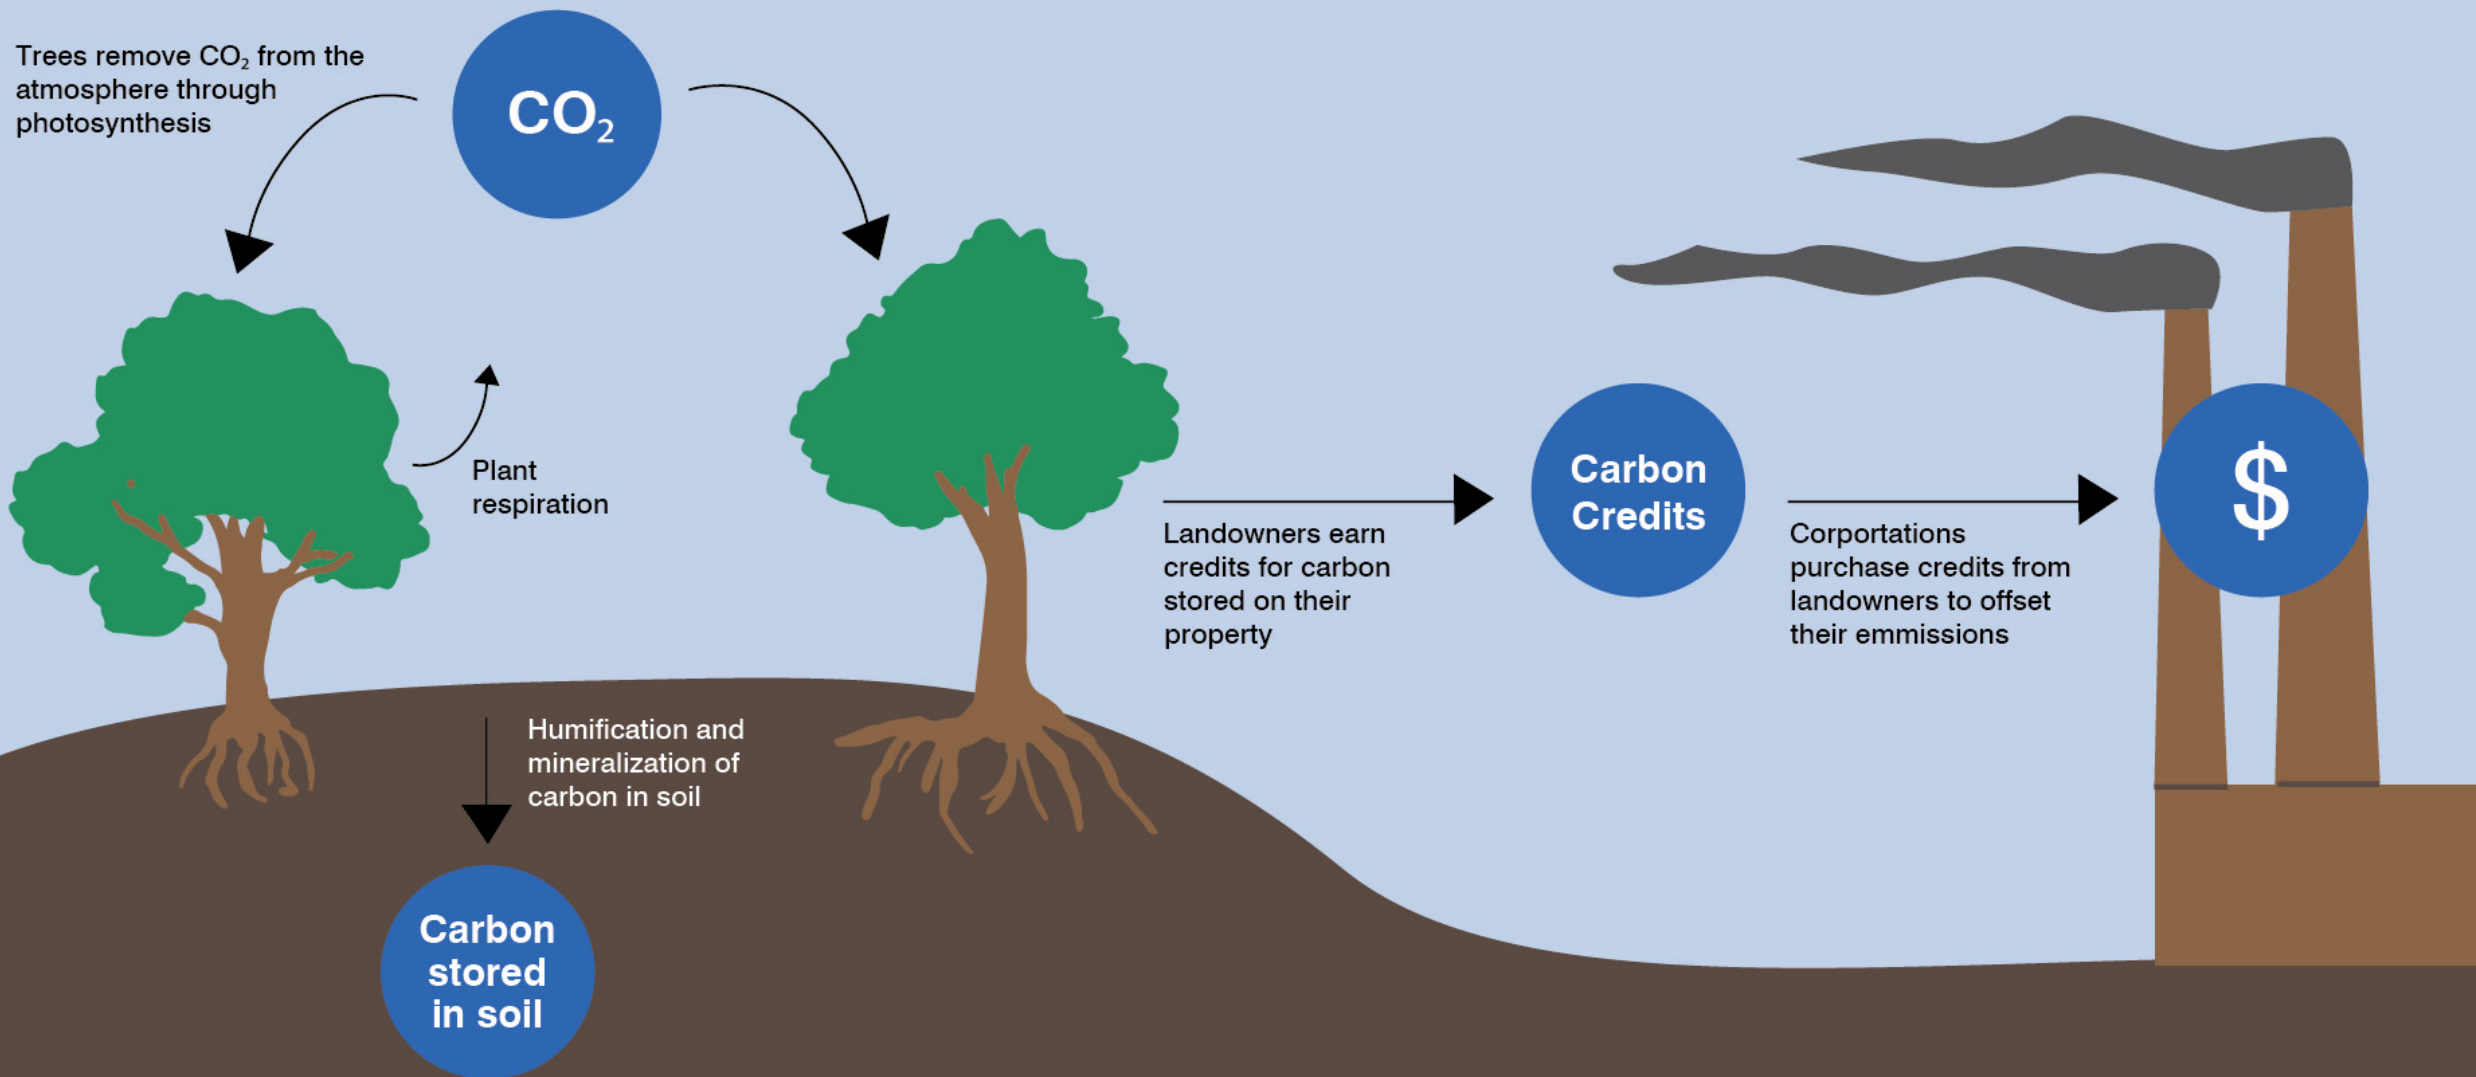 Trees remove CO₂ from the
atmosphere through
photosynthesis
CO₂
Plant
respiration
Landowners earn
credits for carbon
stored on their
property
Carbon
Credits
Corportations
purchase credits from
landowners to offset
their emmissions
$
Humification and
mineralization of
carbon in soil
Carbon
stored
in soil